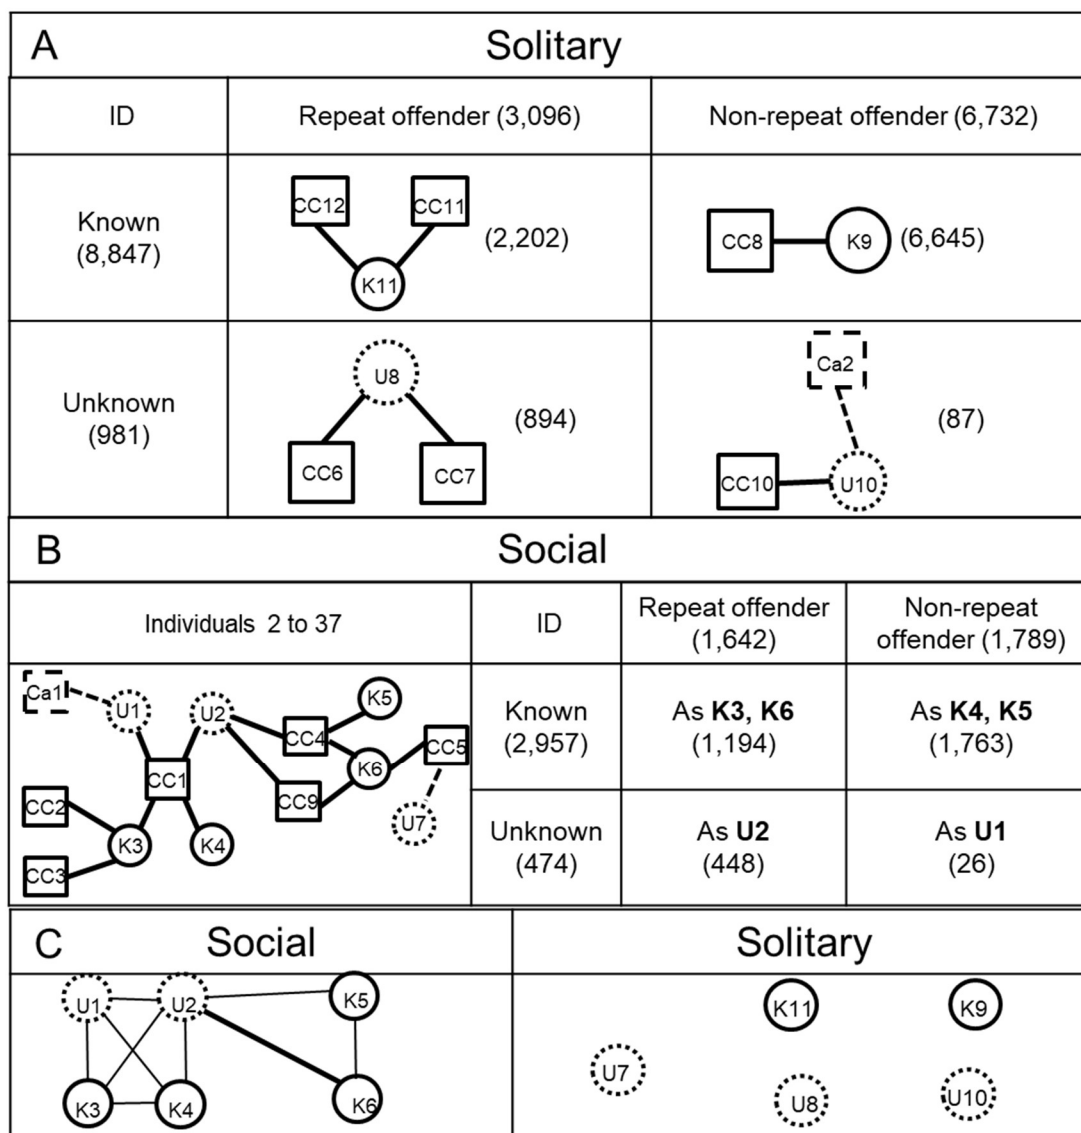 A
Solitary
ID
Repeat offender (3,096)
Non-repeat offender (6,732)
Known
(8,847)
CC12
CC11
K11
(2,202)
CC8
K9
(6,645)
Unknown
(981)
U8
CC6
CC7
(894)
Ca2
CC10
U10
(87)
B
Social
Individuals 2 to 37
ID
Repeat offender
(1,642)
Non-repeat
offender (1,789)
Ca1
U1
U2
K5
CC4
CC5
K6
CC1
CC9
CC2
U7
K3
K4
CC3
Known
(2,957)
As K3, K6
(1,194)
As K4, K5
(1,763)
Unknown
(474)
As U2
(448)
As U1
(26)
C
Social
Solitary
U1
U2
K5
K3
K4
K6
K11
K9
U7
U8
U10